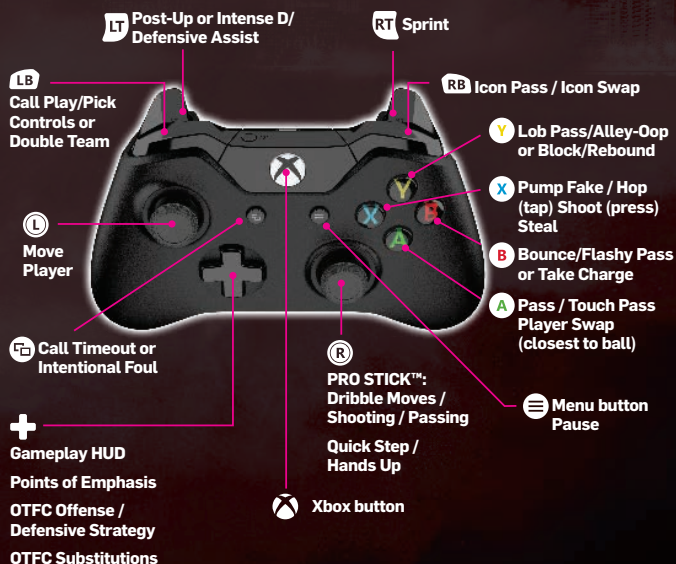 LT Post-Up or Intense D/
Defensive Assist
RT Sprint
LB
Call Play/Pick
Controls or
Double Team
RB Icon Pass / Icon Swap
Y Lob Pass/Alley-Oop
or Block/Rebound
X Pump Fake / Hop
(tap) Shoot (press)
Steal
B Bounce/Flashy Pass
or Take Charge
A Pass / Touch Pass
Player Swap
(closest to ball)
Y
X
B
A
L
Move
Player
Call Timeout or
Intentional Foul
R
PRO STICK™:
Dribble Moves /
Shooting / Passing
Quick Step /
Hands Up
Menu button
Pause
Gameplay HUD
Points of Emphasis
OTFC Offense /
Defensive Strategy
OTFC Substitutions
Xbox button